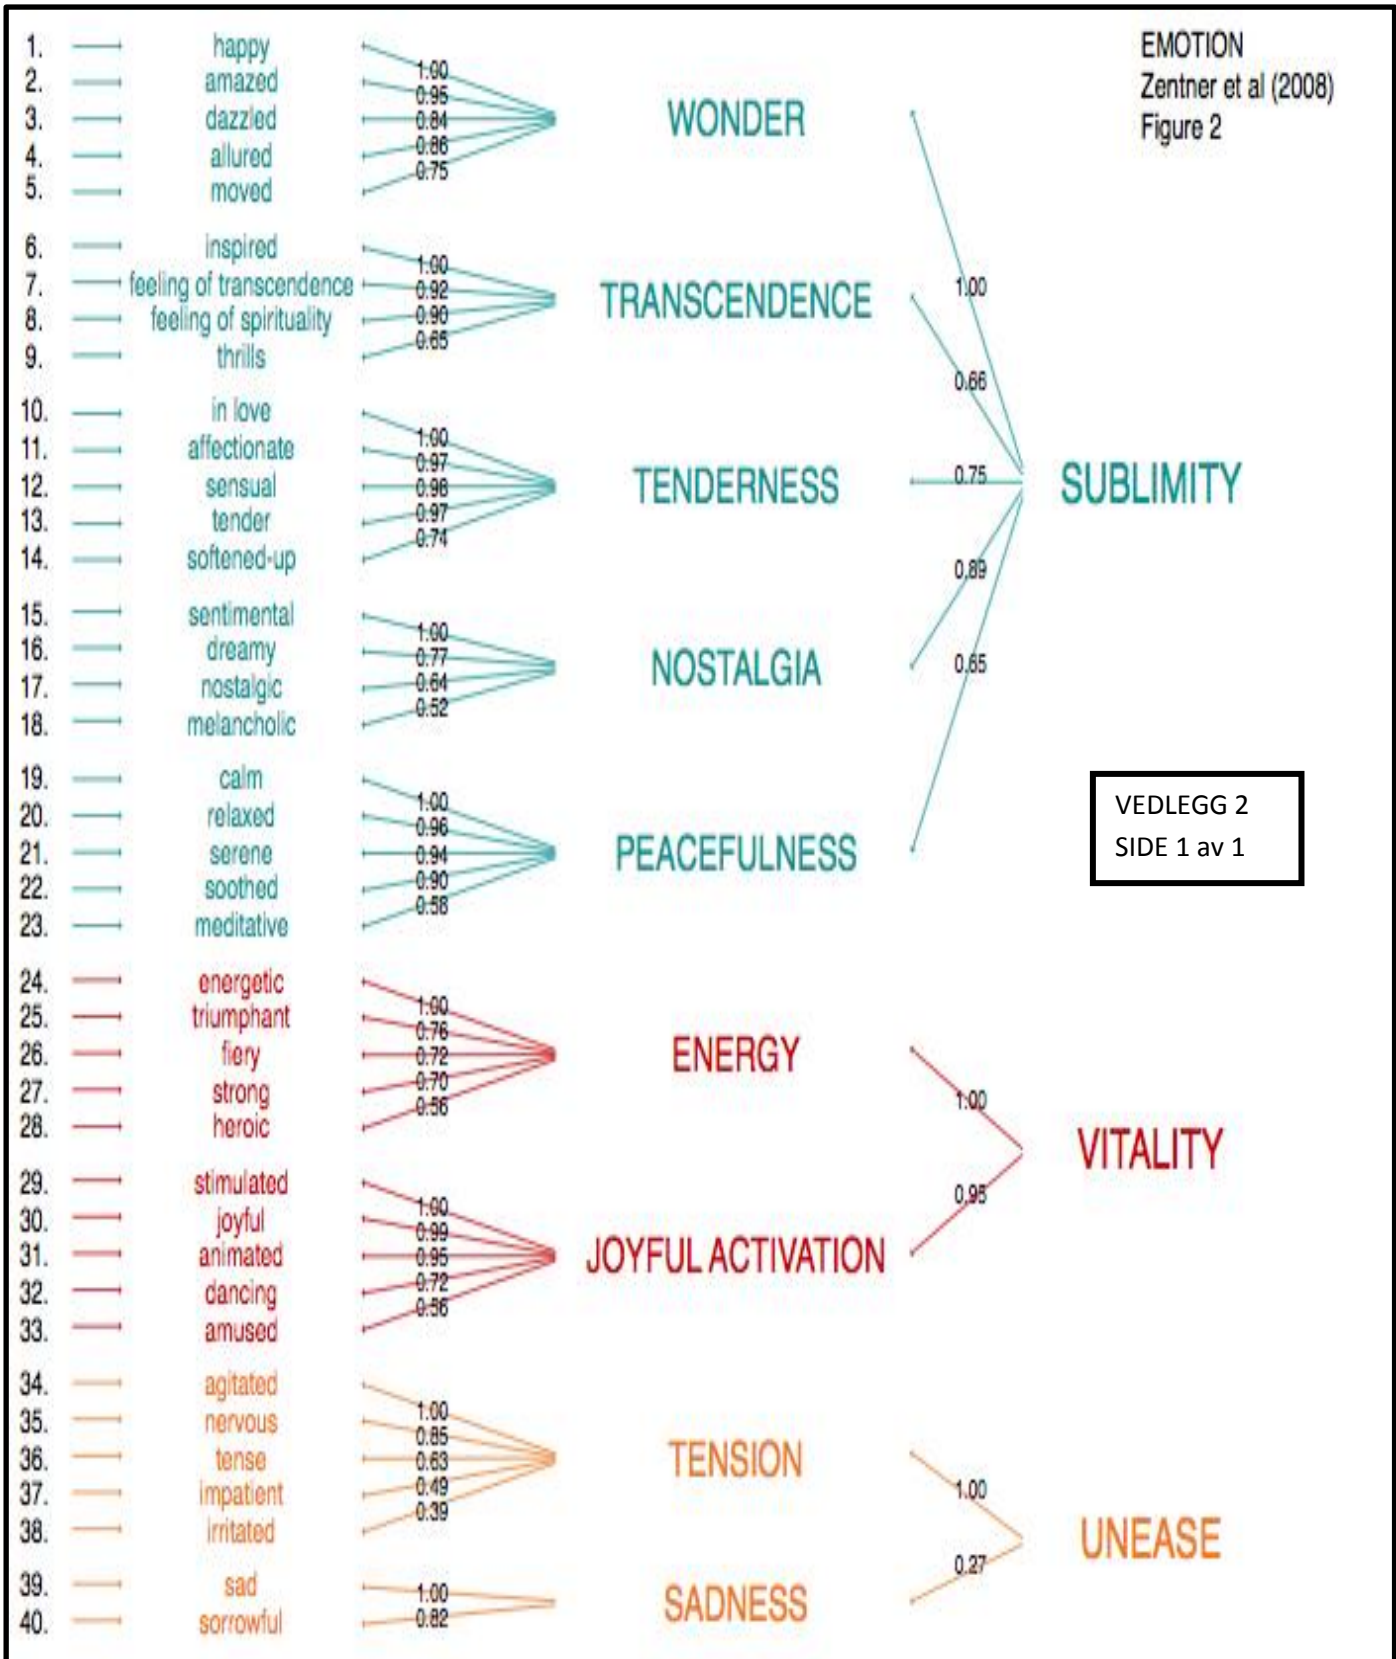 EMOTION
Zentner et al (2008)
Figure 2
1. happy 1.00
2. amazed 0.95
3. dazzled 0.84
4. allured 0.86
5. moved 0.75
WONDER 1.00
6. inspired 1.00
7. feeling of transcendence 0.92
8. feeling of spirituality 0.90
9. thrills 0.65
TRANSCENDENCE 0.66
10. in love 1.00
11. affectionate 0.97
12. sensual 0.96
13. tender 0.97
14. softened-up 0.74
TENDERNESS 0.75
SUBLIMITY
15. sentimental 1.00
16. dreamy 0.77
17. nostalgic 0.64
18. melancholic 0.52
NOSTALGIA 0.89
19. calm 1.00
20. relaxed 0.96
21. serene 0.94
22. soothed 0.90
23. meditative 0.58
PEACEFULNESS 0.65
VEDLEGG 2
SIDE 1 av 1
24. energetic 1.00
25. triumphant 0.76
26. fiery 0.72
27. strong 0.70
28. heroic 0.56
ENERGY 1.00
VITALITY
29. stimulated 1.00
30. joyful 0.99
31. animated 0.95
32. dancing 0.72
33. amused 0.56
JOYFUL ACTIVATION 0.95
34. agitated 1.00
35. nervous 0.85
36. tense 0.63
37. impatient 0.49
38. irritated 0.39
TENSION 1.00
UNEASE
39. sad 1.00
40. sorrowful 0.82
SADNESS 0.27